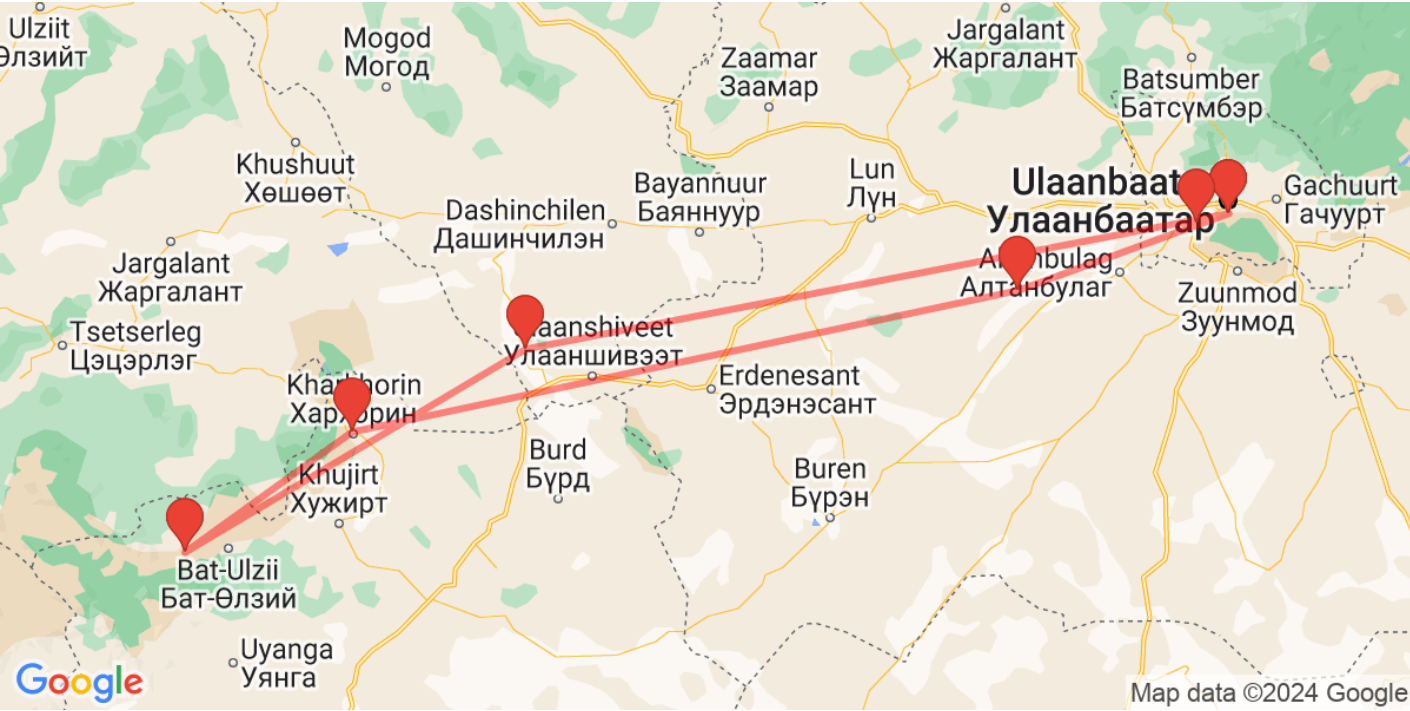 Ulziit
Элзийт
Mogod
Могод
Jargalant
Жаргалант
Zaamar
Заамар
Batsumber
Батсүмбэр
Khushuut
Хөшөөт
Lun
Лүн
Bayannuur
Баяннуур
Ulaanbaat
Улаанбаатар
Gachuurt
Гачуурт
Dashinchilen
Дашинчилэн
Jargalant
Жаргалант
Алтанбулаг
Zuunmod
Зуунмод
Tsetserleg
Цэцэрлэг
Улааншивээт
Erdenesant
Эрдэнэсант
Burd
Бүрд
Khujirt
Хужирт
Buren
Бүрэн
Bat-Ulzii
Бат-Өлзий
Uyanga
Уянга
Google
Map data ©2024 Google